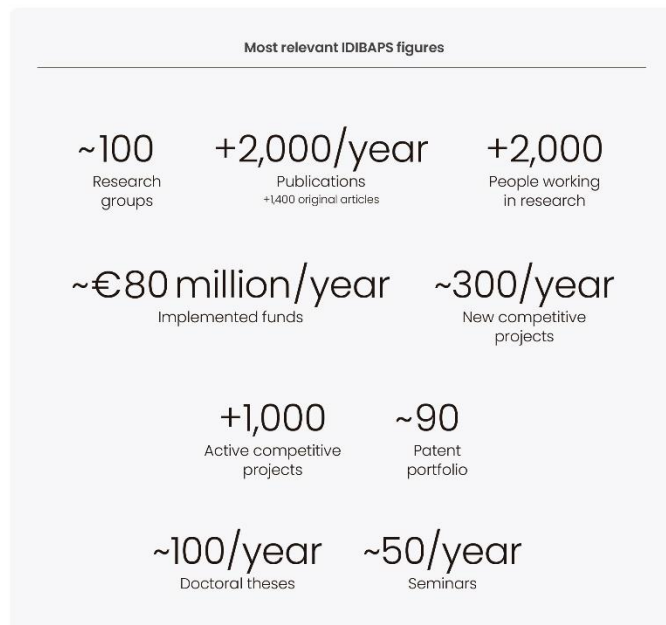 Most relevant IDIBAPS figures
~100
Research
groups
+2,000/year
Publications
+1,400 original articles
+2,000
People working
in research
~€80 million/year
Implemented funds
~300/year
New competitive
projects
+1,000
Active competitive
projects
~90
Patent
portfolio
~100/year
Doctoral theses
~50/year
Seminars